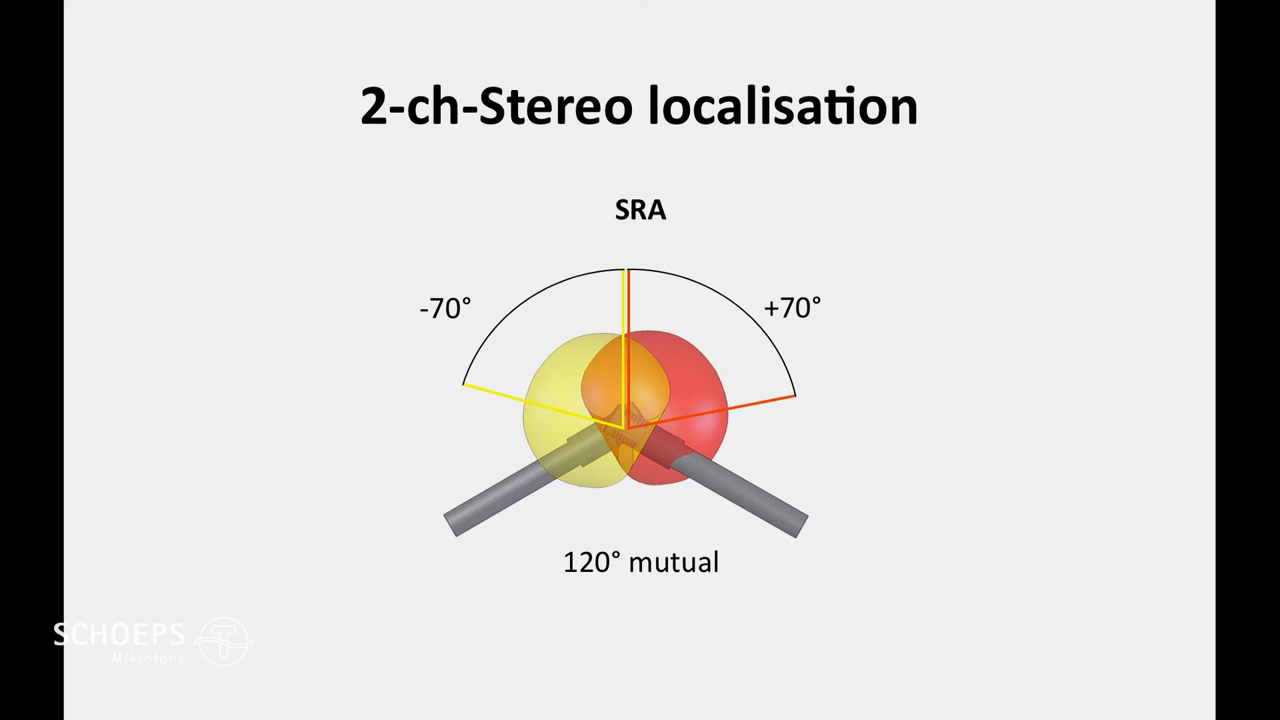 2-ch-Stereo localisation
SRA
-70°
+70°
120° mutual
SCHOEPS
Mikrofone